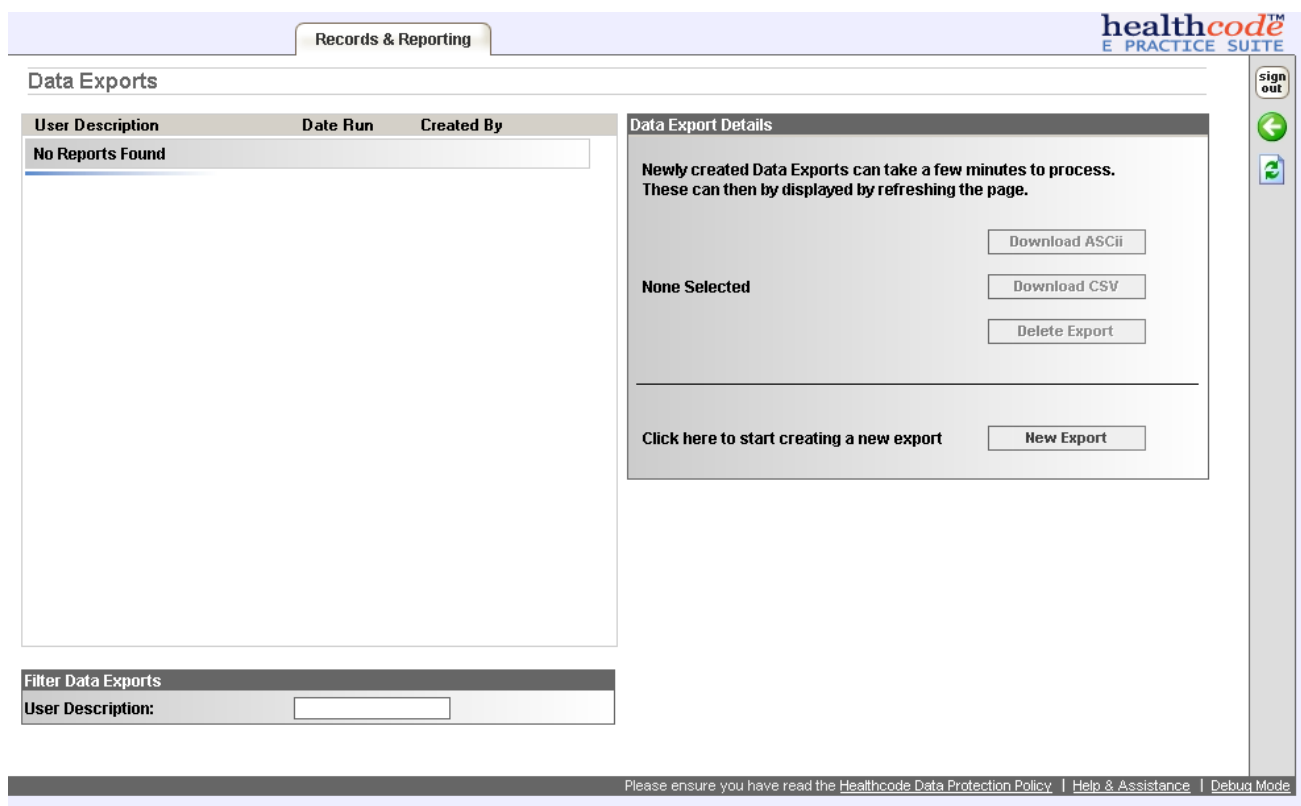 Records & Reporting
healthcode™
E PRACTICE SUITE
Data Exports
sign
out
User Description Date Run Created By
No Reports Found
Data Export Details
Newly created Data Exports can take a few minutes to process.
These can then by displayed by refreshing the page.
Download ASCii
None Selected
Download CSV
Delete Export
Click here to start creating a new export
New Export
Filter Data Exports
User Description:
Please ensure you have read the Healthcode Data Protection Policy | Help & Assistance | Debug Mode